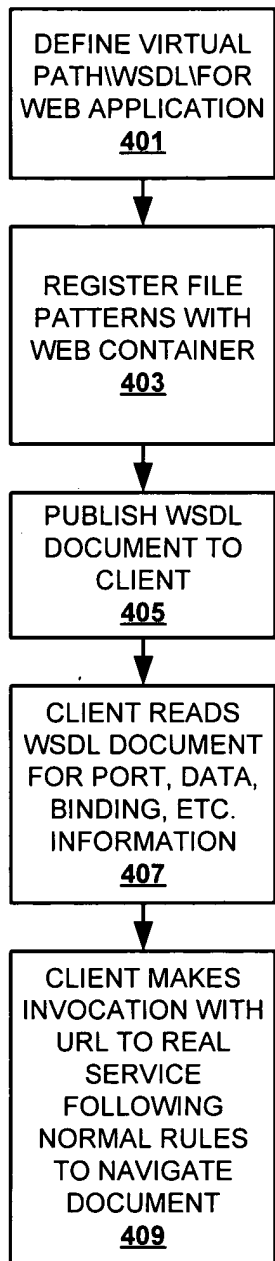 DEFINE VIRTUAL
PATH\WSDL\FOR
WEB APPLICATION
401
REGISTER FILE
PATTERNS WITH
WEB CONTAINER
403
PUBLISH WSDL
DOCUMENT TO
CLIENT
405
CLIENT READS
WSDL DOCUMENT
FOR PORT, DATA,
BINDING, ETC.
INFORMATION
407
CLIENT MAKES
INVOCATION WITH
URL TO REAL
SERVICE
FOLLOWING
NORMAL RULES
TO NAVIGATE
DOCUMENT
409